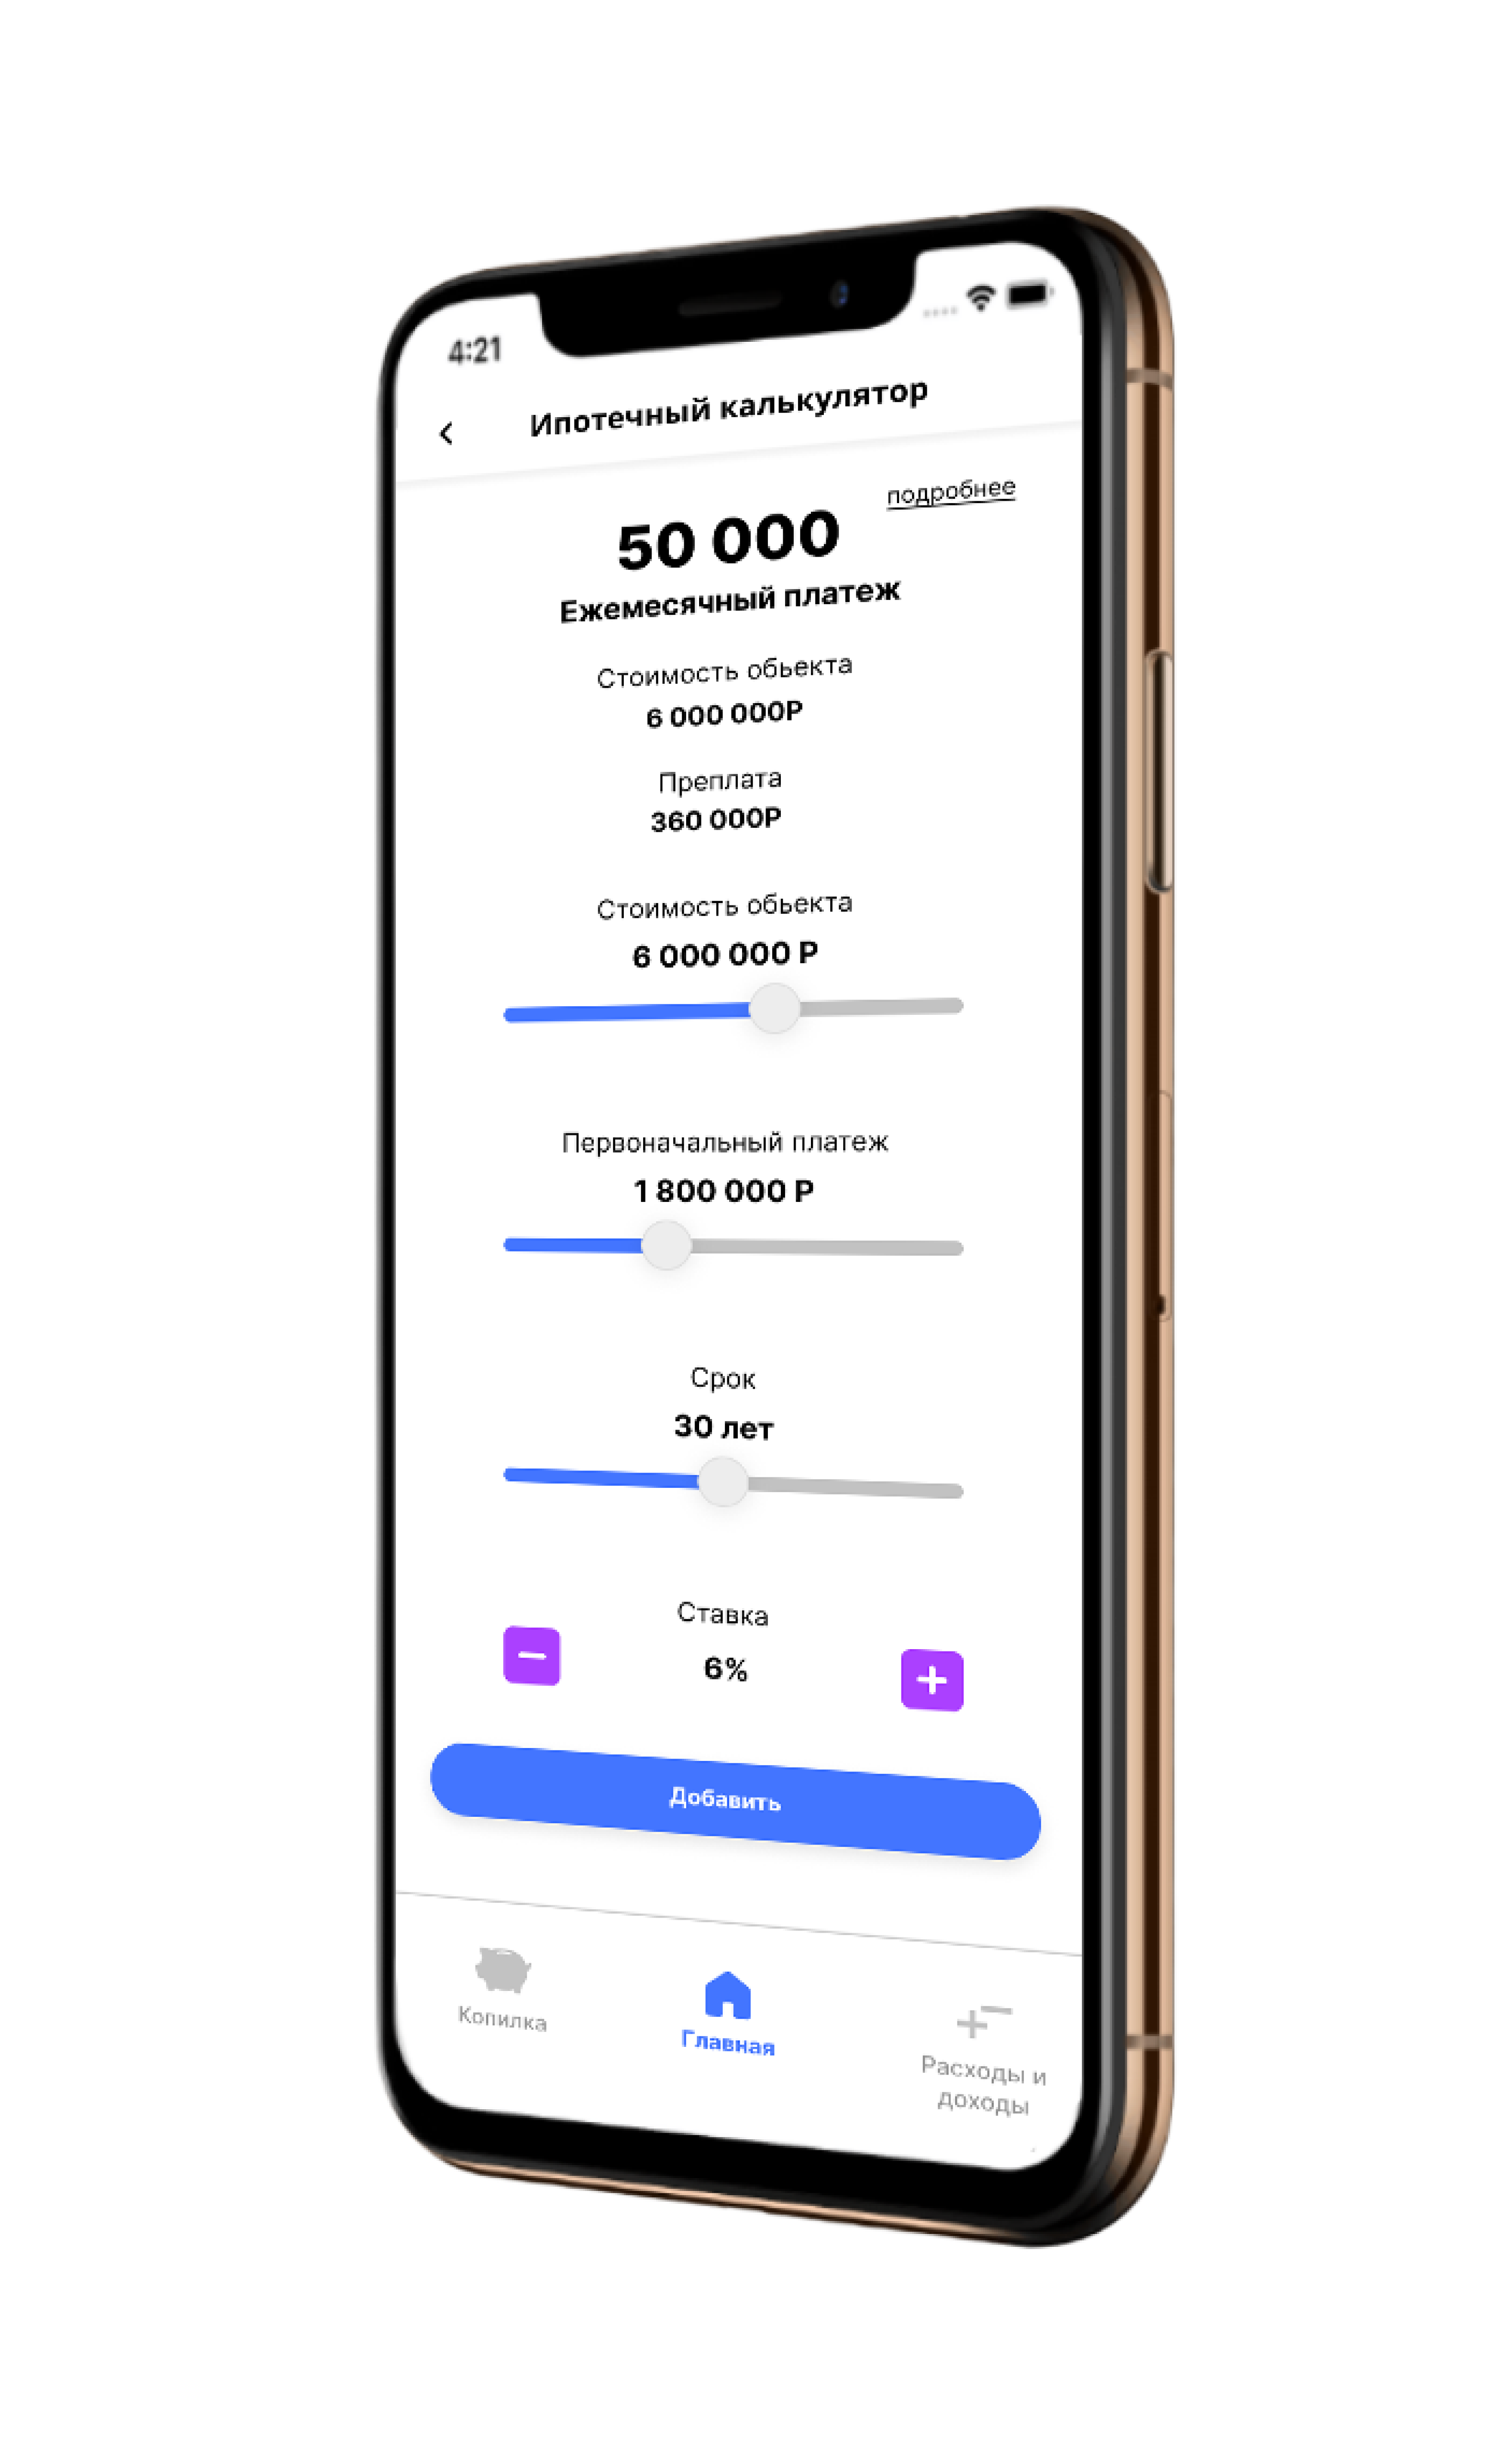 4:21
Ипотечный калькулятор
подробнее
50 000
Ежемесячный платеж
Стоимость обьекта
6 000 000Р
Преплата
360 000Р
Стоимость обьекта
6 000 000 Р
Первоначальный платеж
1 800 000 Р
Срок
30 лет
Ставка
6%
Добавить
Копилка
Главная
Расходы и
доходы